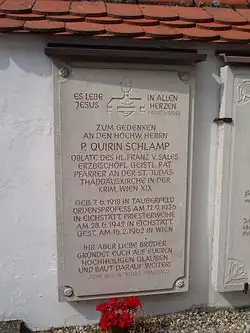 ES LEBE IN ALLEN
JESUS HERZEN
FRANZ V. SALES
ZUM GEDENKEN
AN DEN HOCHW. HERRN
P. QUIRIN SCHLAMP
OBLATE DES HL. FRANZ V. SALES
ERZBISCHÖFL. GEISTL. RAT
PFARRER AN DER ST. JUDAS
THADDÄUSKIRCHE IN DER
KRIM, WIEN XIX.
GEB. 7.6.1918 IN TAUBERFELD
ORDENSPROFESS AM 17.9.1936
IN EICHSTÄTT PRIESTERWEIHE
AM 28.6.1942 IN EICHSTÄTT,
GEST. AM 16.2.1962 IN WIEN
IHR ABER LIEBE BRÜDER
GRÜNDET EUCH AUF EUREN
HOCHHEILIGEN GLAUBEN
UND BAUT DARAUF WEITER!